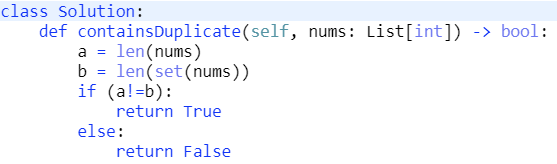 class Solution:
    def containsDuplicate(self, nums: List[int]) -> bool:
        a = len(nums)
        b = len(set(nums))
        if (a!=b):
            return True
        else:
            return False